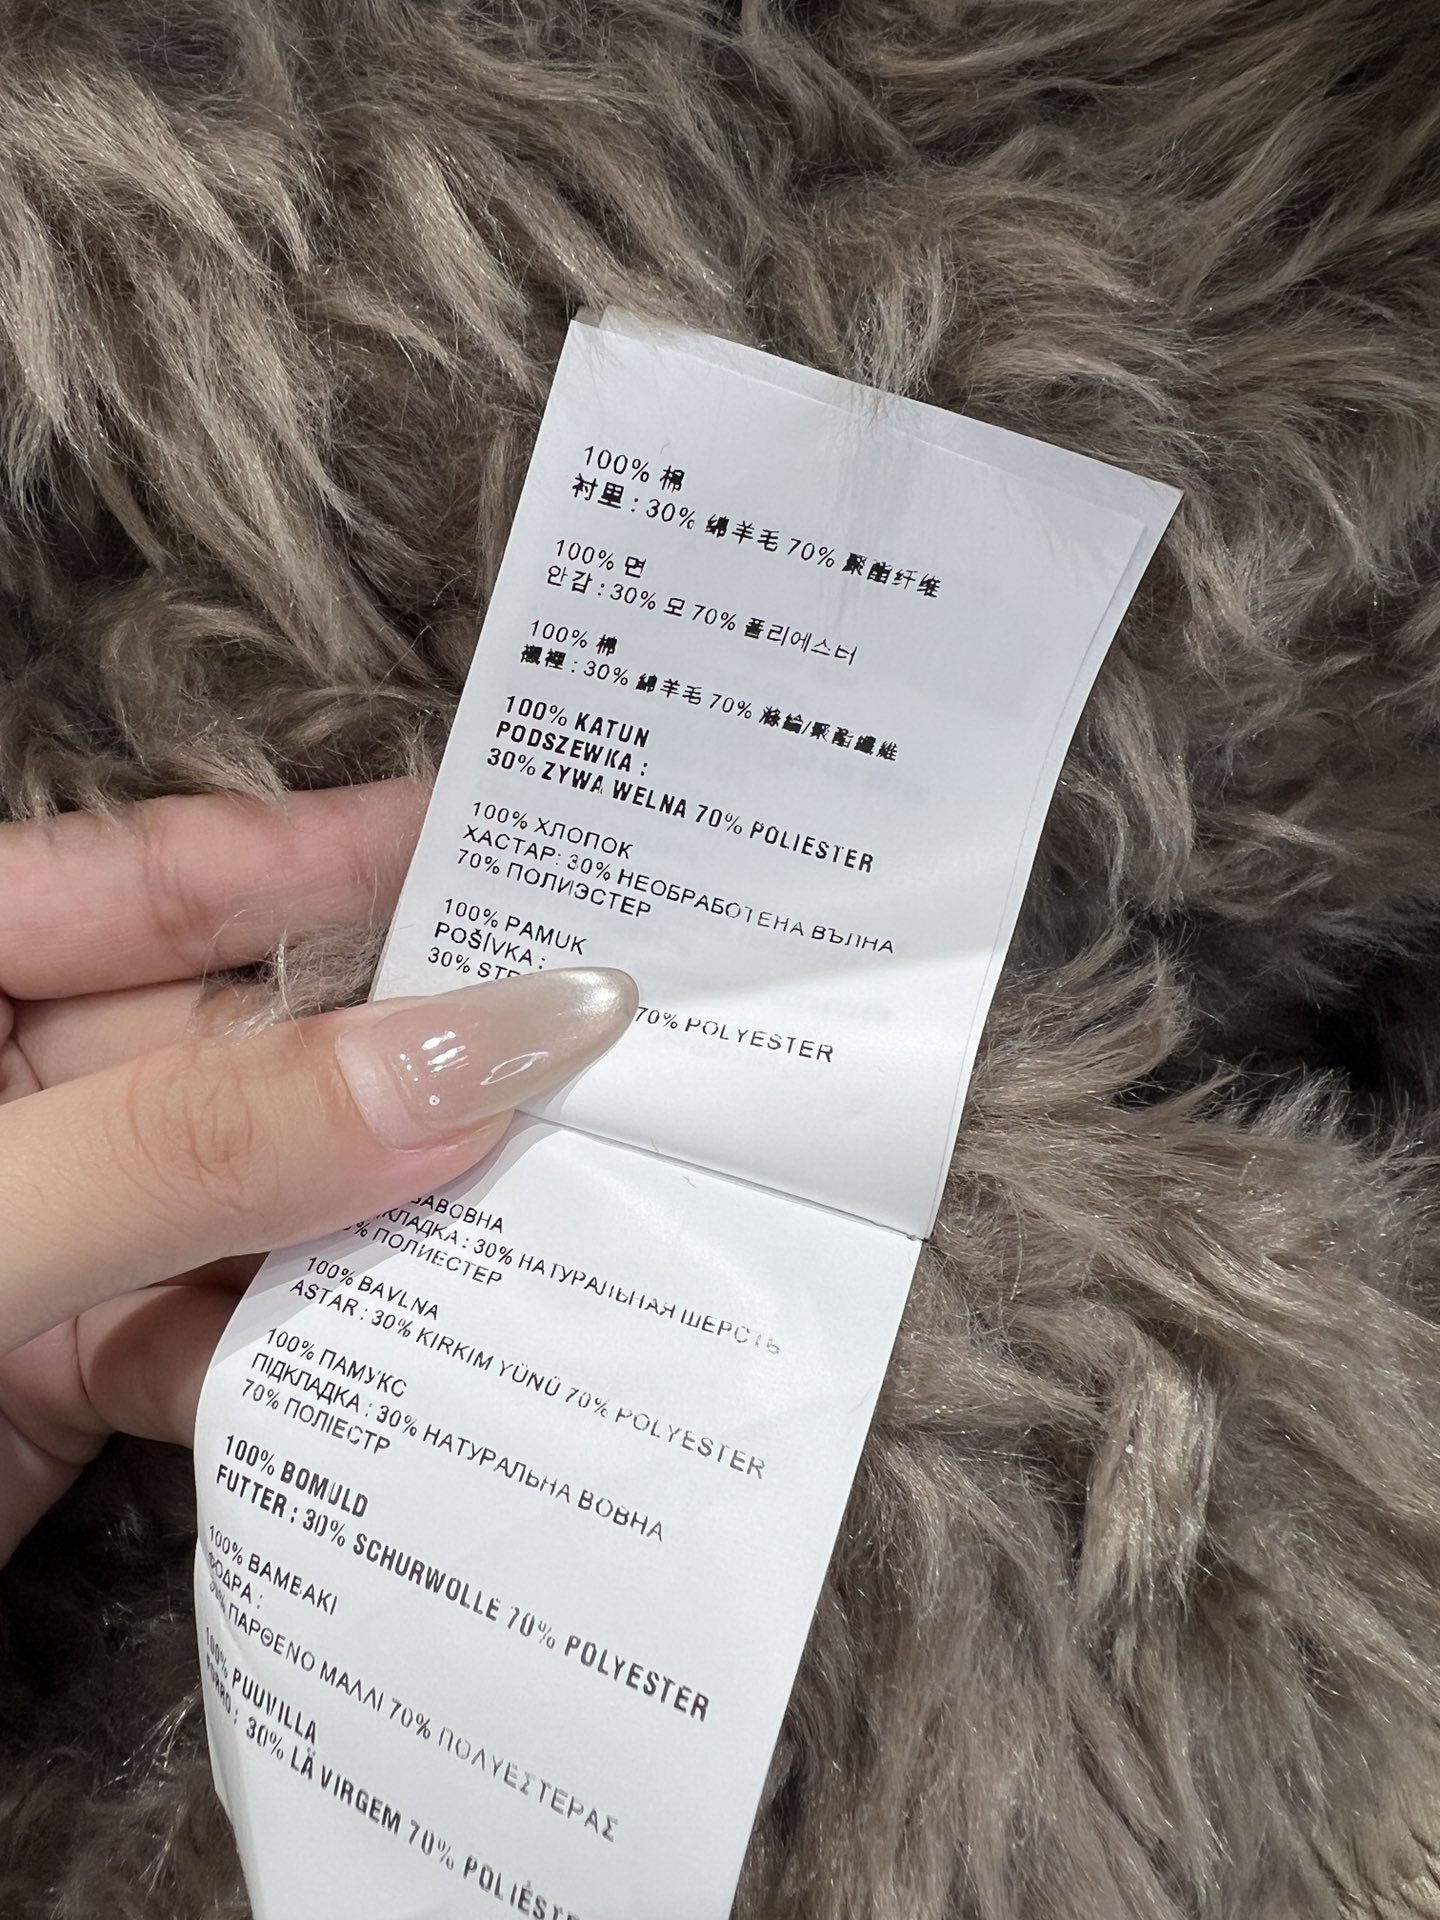 100% 棉
衬里 : 30% 绵羊毛 70% 聚酯纤维
100% 면
안감 : 30% 모 70% 폴리에스터
100% 棉
襯裡 : 30% 綿羊毛 70% 滌綸/聚酯纖維
100% KATUN
PODSZEWKA :
30% ZYWA WELNA 70% POLIESTER
100% ХЛОПОК
ХАСТАР: 30% НЕОБРАБОТЕНА ВЪЛНА
70% ПОЛИЭСТЕР
100% PAMUK
POŠÍVKA :
30% 70% POLYESTER
БАВОВНА
30% НАТУРАЛЬНАЯ ШЕРСТЬ
ПОЛИЕСТЕР
100% BAVLNA
ASTAR : 30% KIRKIM YÜNÜ 70% POLYESTER
100% ПАМУКС
ПІДКЛАДКА : 30% НАТУРАЛЬНА ВОВНА
70% ПОЛІЕСТР
100% BOMULD
FUTTER : 30% SCHURWOLLE 70% POLYESTER
100% ΒΑΜΒΑΚΙ
ΦΟΔΡΑ :
ΠΑΡΘΕΝΟ ΜΑΛΛΙ 70% ΠΟΛΥΕΣΤΕΡΑΣ
100% PUUVILLA
30% LÄ VIRGEM 70%